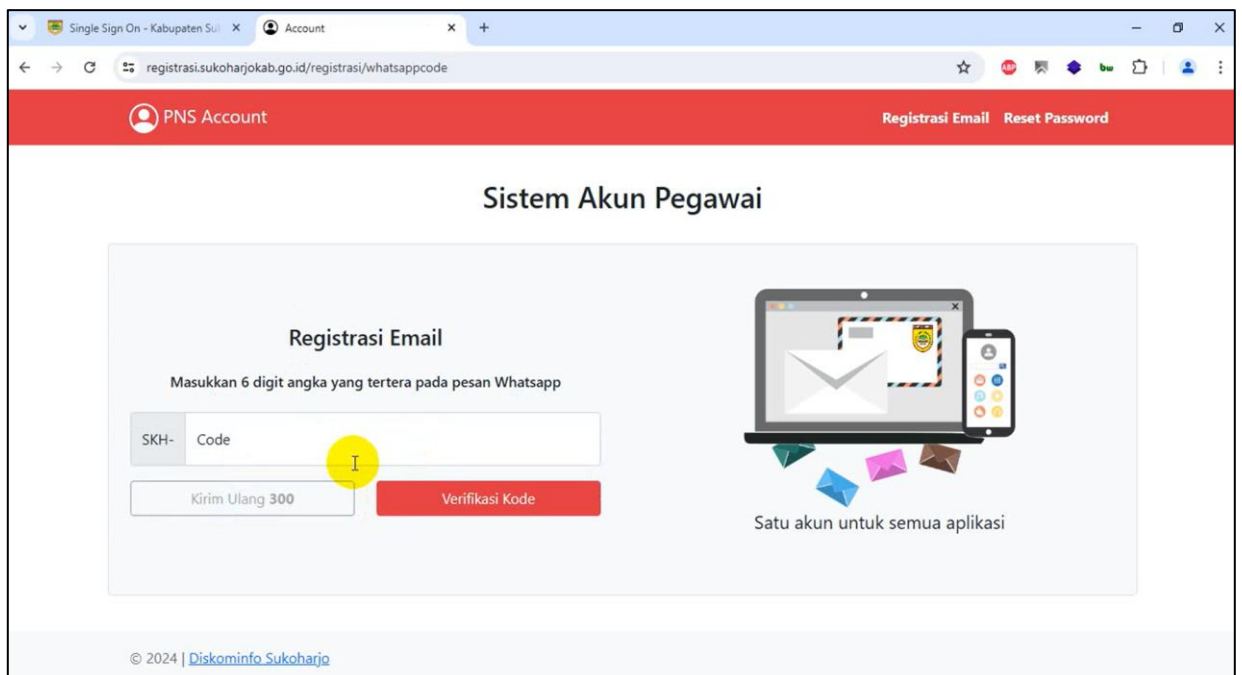 Single Sign On - Kabupaten Su
Account
registrasi.sukoharjokab.go.id/registrasi/whatsappcode
ABP
bw
PNS Account
Registrasi Email
Reset Password
Sistem Akun Pegawai
Registrasi Email
Masukkan 6 digit angka yang tertera pada pesan Whatsapp
SKH-
Code
Kirim Ulang 300
Verifikasi Kode
Satu akun untuk semua aplikasi
© 2024 | Diskominfo Sukoharjo